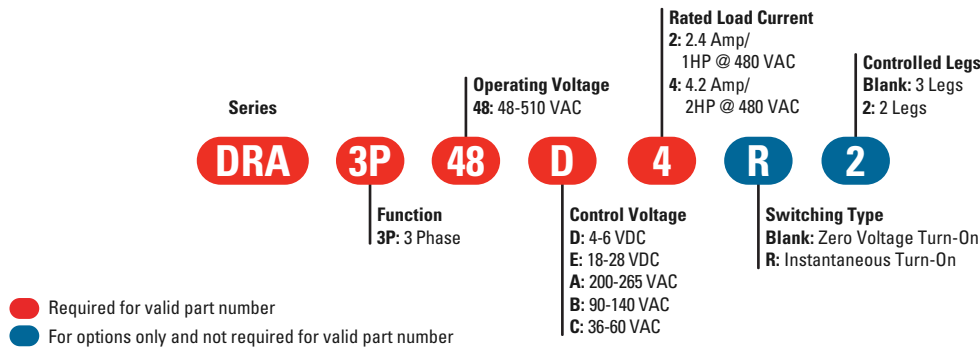 Series
Operating Voltage
48: 48-510 VAC
Rated Load Current
2: 2.4 Amp/
1HP @ 480 VAC
4: 4.2 Amp/
2HP @ 480 VAC
Controlled Legs
Blank: 3 Legs
2: 2 Legs
DRA 3P 48 D 4 R 2
Function
3P: 3 Phase
Control Voltage
D: 4-6 VDC
E: 18-28 VDC
A: 200-265 VAC
B: 90-140 VAC
C: 36-60 VAC
Switching Type
Blank: Zero Voltage Turn-On
R: Instantaneous Turn-On
Required for valid part number
For options only and not required for valid part number